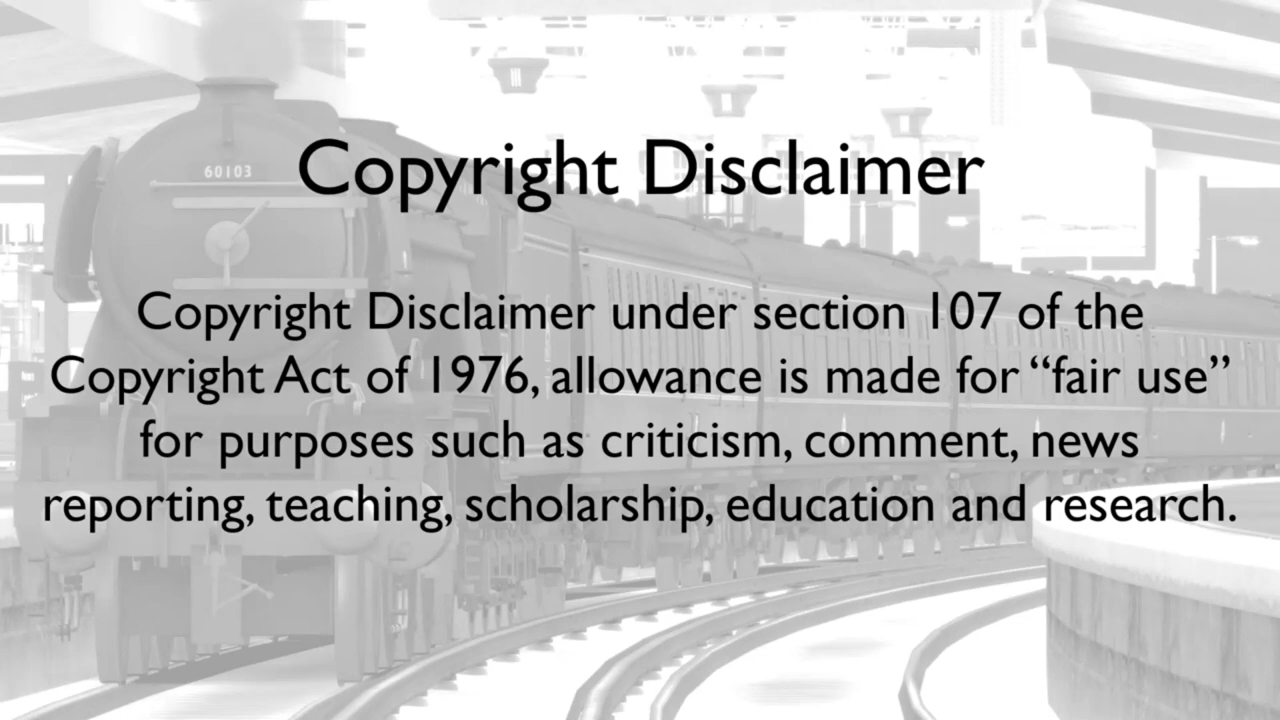 60103
Copyright Disclaimer
Copyright Disclaimer under section 107 of the
Copyright Act of 1976, allowance is made for “fair use”
for purposes such as criticism, comment, news
reporting, teaching, scholarship, education and research.